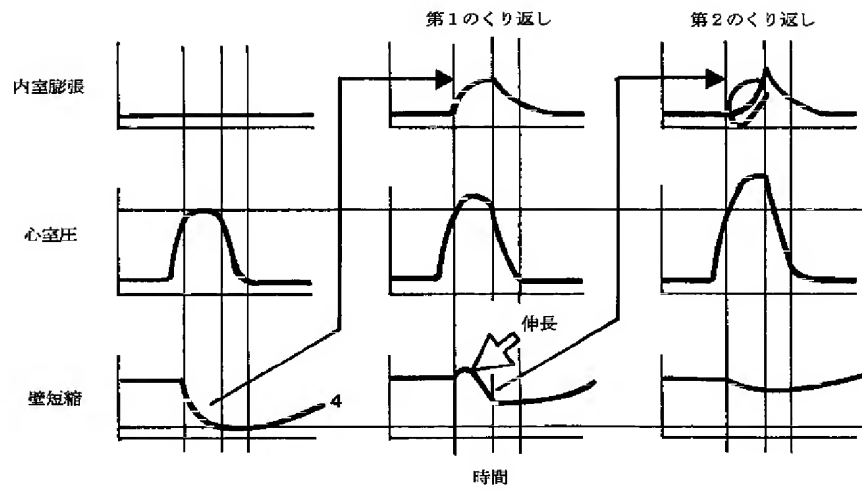 第１のくり返し
第２のくり返し
内室膨張
心室圧
伸長
壁短縮
4
時間